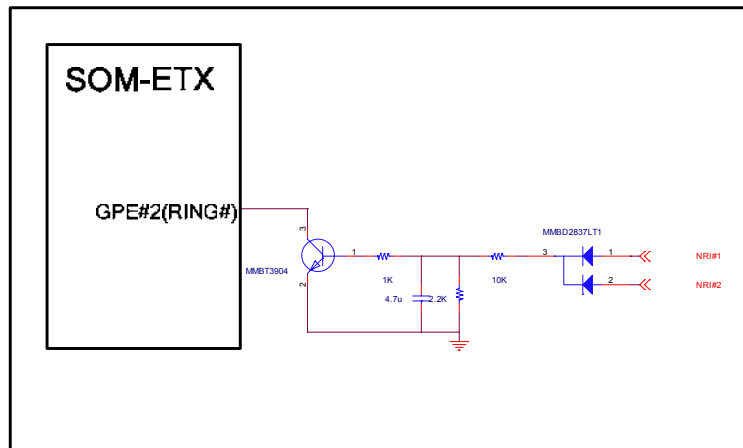 SOM-ETX
GPE#2(RING#)
3
MMBT3904
2
1
1K
4.7u
2.2K
10K
3
MMBD2837LT1
1
NRI#1
2
NRI#2